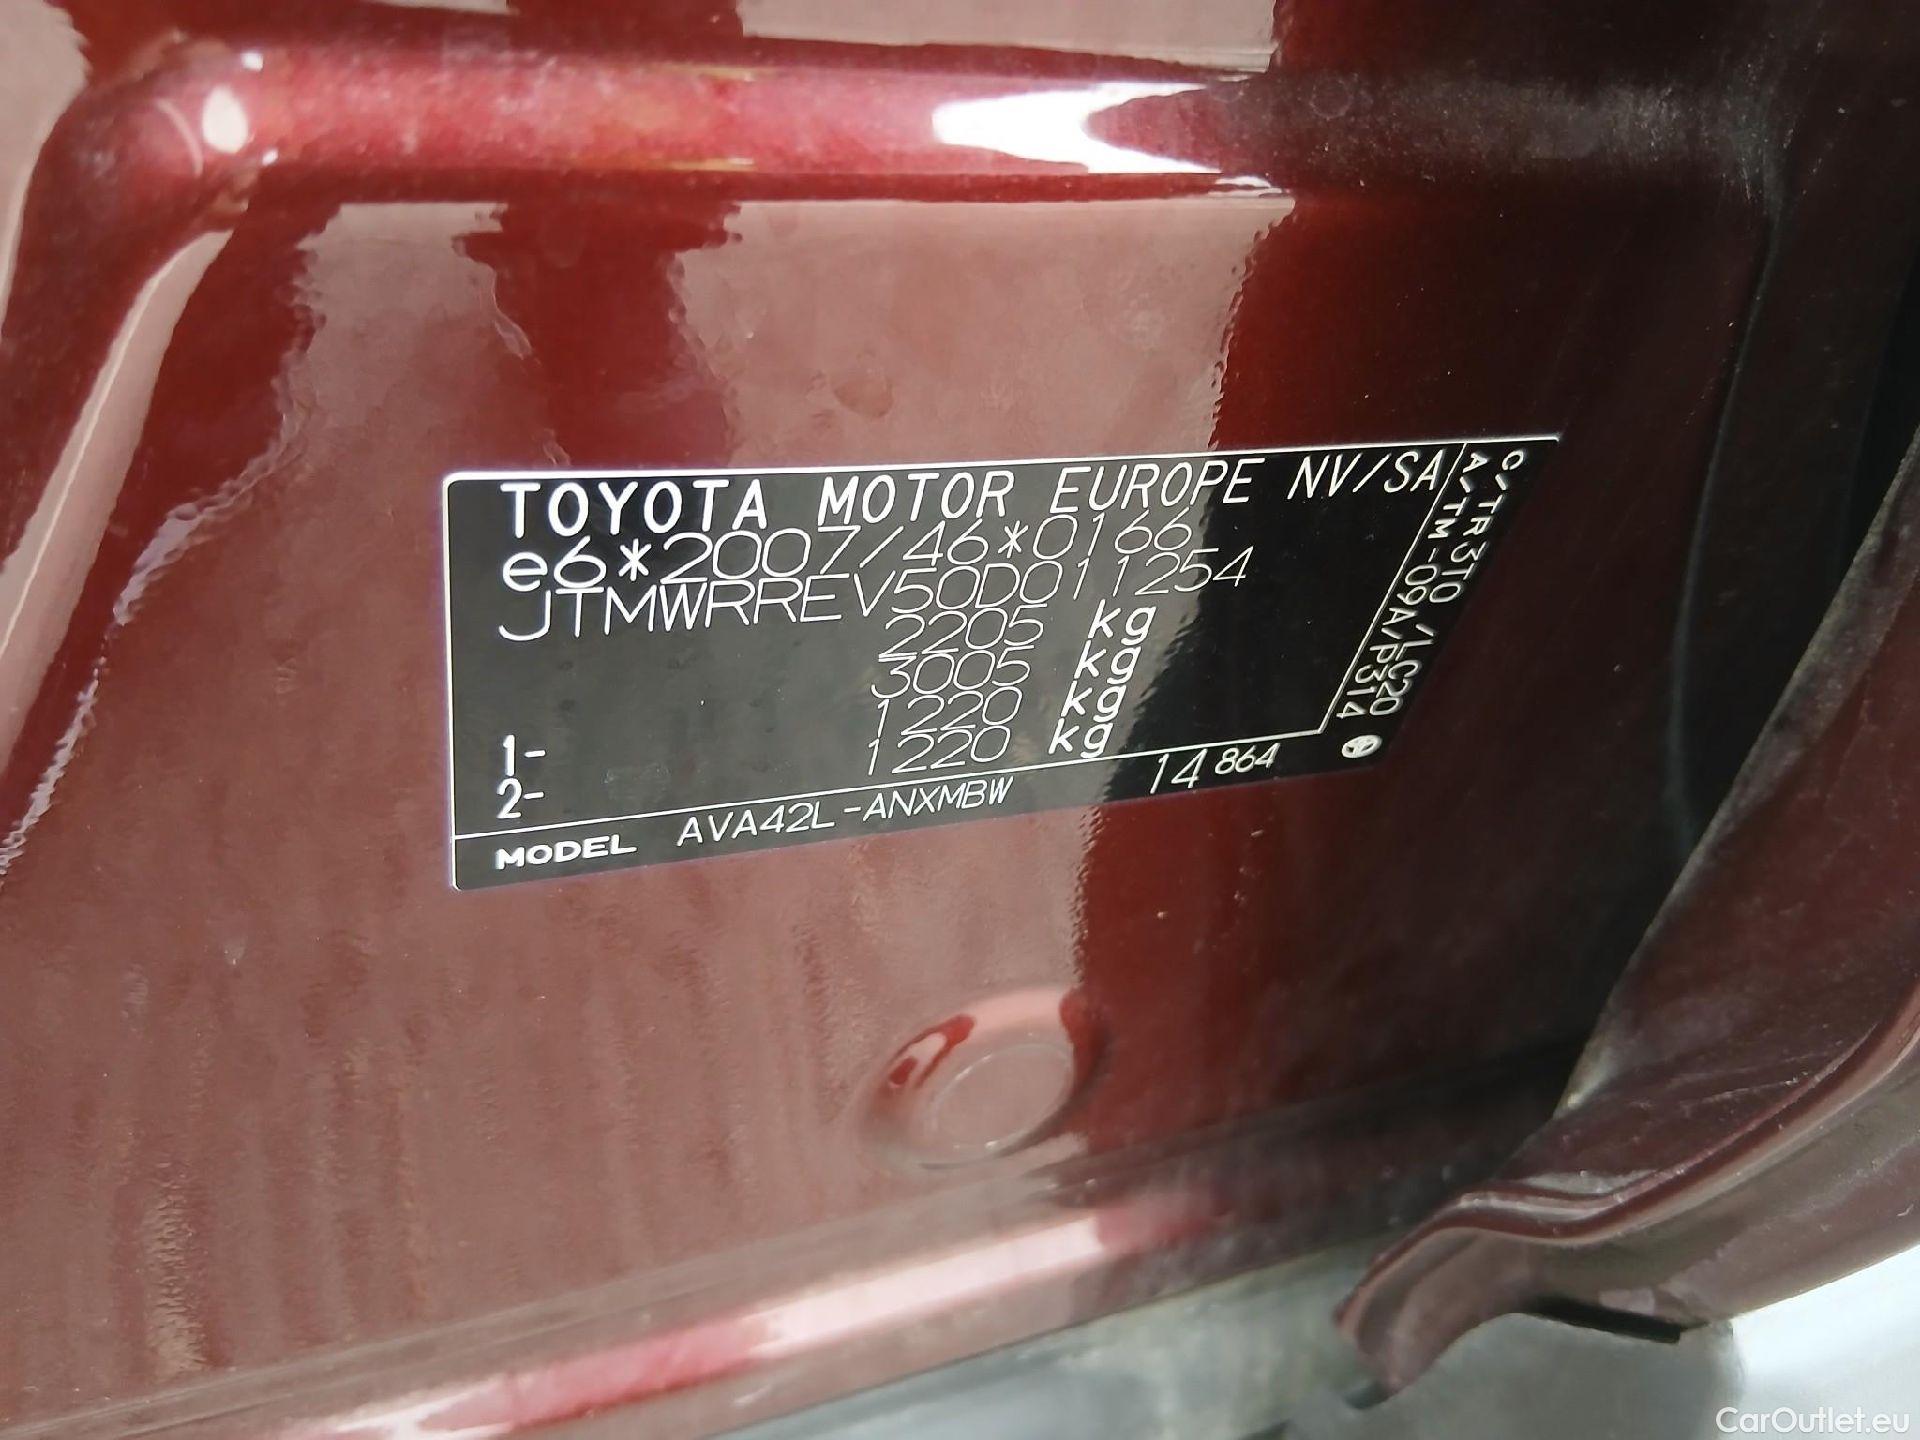 TOYOTA MOTOR EUROPE NV/SA
e6*2007/46*0166
JTMWRREV50D011254
2205 kg
3005 kg
1- 1220 kg
2- 1220 kg
MODEL AVA42L-ANXMBW
14 864
C/TR 3T0 /LC20
A/TM -09A/P314
CarOutlet.eu